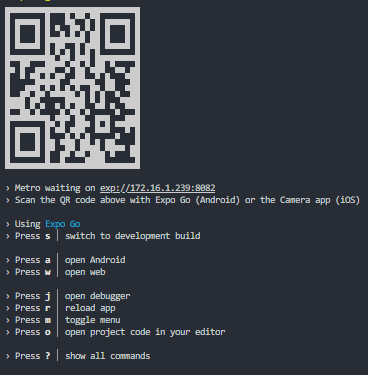 › Metro waiting on exp://172.16.1.239:8082
› Scan the QR code above with Expo Go (Android) or the Camera app (iOS)
› Using Expo Go
› Press s │ switch to development build
› Press a │ open Android
› Press w │ open web
› Press j │ open debugger
› Press r │ reload app
› Press m │ toggle menu
› Press o │ open project code in your editor
› Press ? │ show all commands